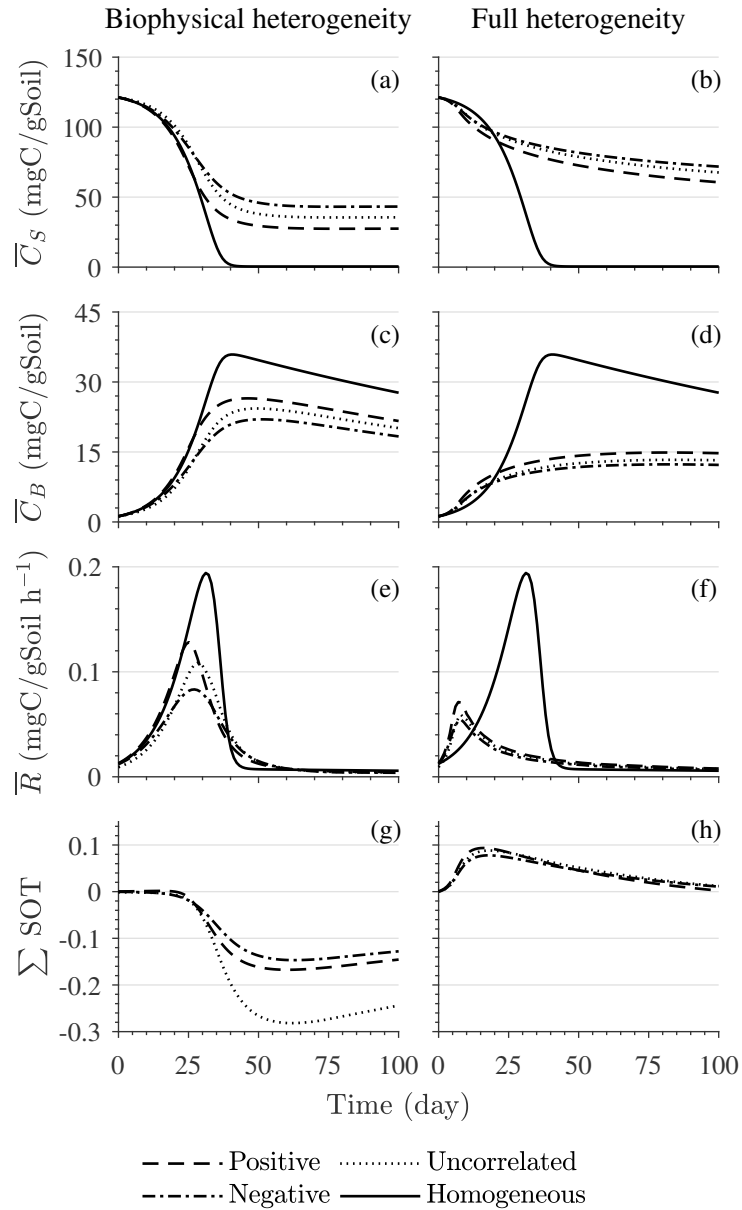 Biophysical heterogeneity Full heterogeneity
150
100
50
0
C̅_S (mgC/gSoil)
(a)
(b)
45
30
15
0
C̅_B (mgC/gSoil)
(c)
(d)
0.2
0.1
0
R̅ (mgC/gSoil h⁻¹)
(e)
(f)
0.1
0
-0.1
-0.2
-0.3
∑ SOT
(g)
(h)
0 25 50 75 100 0 25 50 75 100
Time (day)
Positive Uncorrelated
Negative Homogeneous